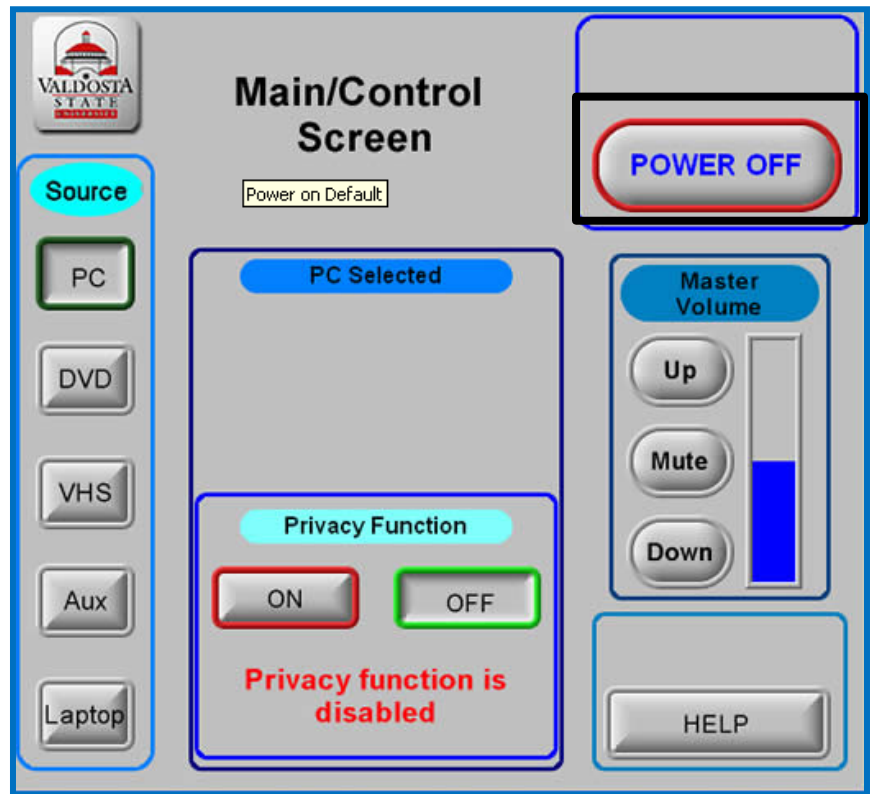 VALDOSTA
STATE
UNIVERSITY
Main/Control
Screen
Power on Default
POWER OFF
Source
PC
DVD
VHS
Aux
Laptop
PC Selected
Privacy Function
ON
OFF
Privacy function is
disabled
Master
Volume
Up
Mute
Down
HELP